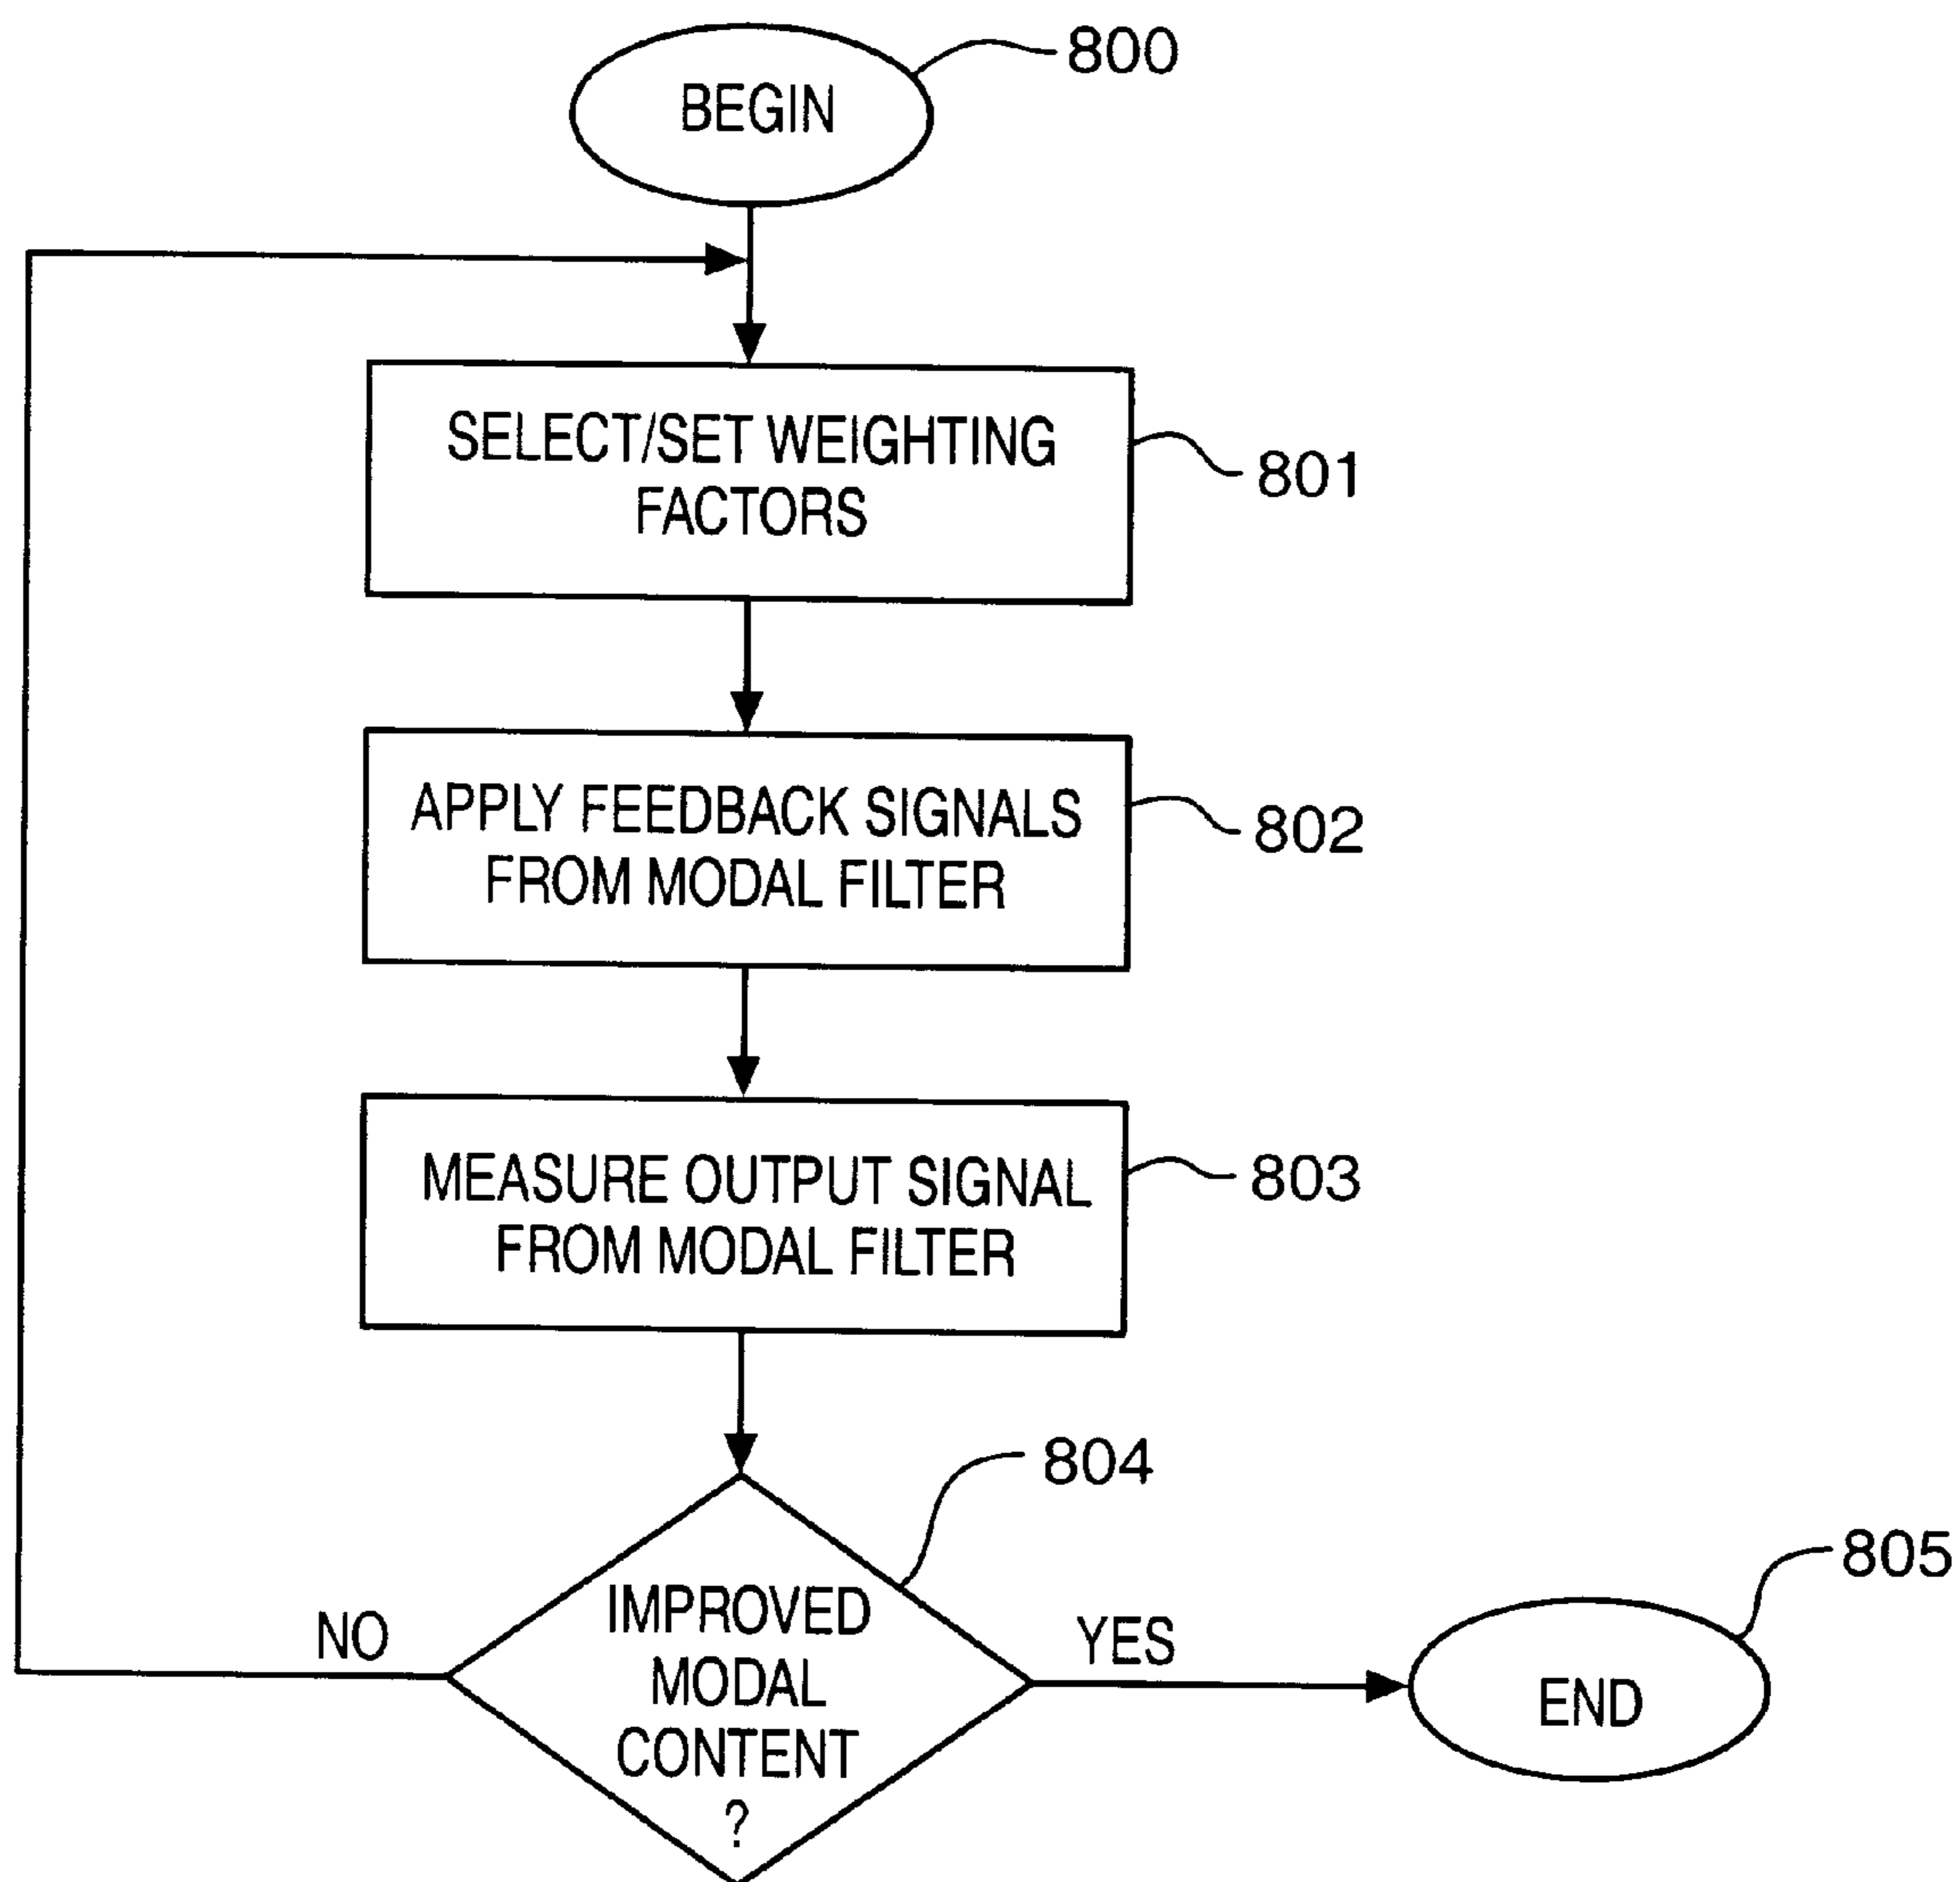 BEGIN
800
SELECT/SET WEIGHTING
FACTORS
801
APPLY FEEDBACK SIGNALS
FROM MODAL FILTER
802
MEASURE OUTPUT SIGNAL
FROM MODAL FILTER
803
804
IMPROVED
MODAL
CONTENT
?
NO
YES
805
END